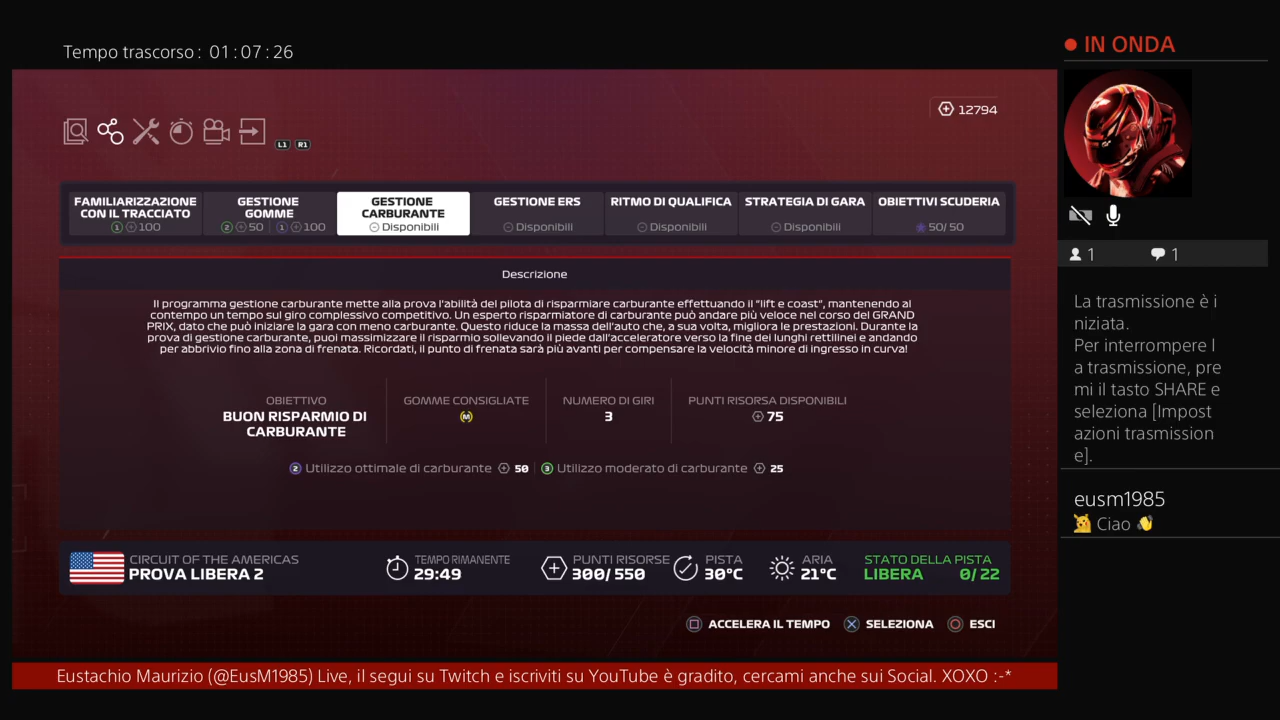 Tempo trascorso: 01:07:26
IN ONDA
12794
L1 R1
FAMILIARIZZAZIONE CON IL TRACCIATO
1 100
GESTIONE GOMME
2 50 1 100
GESTIONE CARBURANTE
Disponibili
GESTIONE ERS
Disponibili
RITMO DI QUALIFICA
Disponibili
STRATEGIA DI GARA
Disponibili
OBIETTIVI SCUDERIA
50/50
Descrizione
Il programma gestione carburante mette alla prova l'abilità del pilota di risparmiare carburante effettuando il "lift e coast", mantenendo al
contempo un tempo sul giro complessivo competitivo. Un esperto risparmiatore di carburante può andare più veloce nel corso del GRAND
PRIX, dato che può iniziare la gara con meno carburante. Questo riduce la massa dell'auto che, a sua volta, migliora le prestazioni. Durante la
prova di gestione carburante, puoi massimizzare il risparmio sollevando il piede dall'acceleratore verso la fine dei lunghi rettilinei e andando
per abbrivio fino alla zona di frenata. Ricordati, il punto di frenata sarà più avanti per compensare la velocità minore di ingresso in curva!
OBIETTIVO
BUON RISPARMIO DI
CARBURANTE
GOMME CONSIGLIATE
M
NUMERO DI GIRI
3
PUNTI RISORSA DISPONIBILI
75
2 Utilizzo ottimale di carburante 50 3 Utilizzo moderato di carburante 25
CIRCUIT OF THE AMERICAS
PROVA LIBERA 2
TEMPO RIMANENTE
29:49
PUNTI RISORSE
300/550
PISTA
30°C
ARIA
21°C
STATO DELLA PISTA
LIBERA 0/22
ACCELERA IL TEMPO SELEZIONA ESCI
1 1
La trasmissione è i
niziata.
Per interrompere l
a trasmissione, pre
mi il tasto SHARE e
seleziona [Impost
azioni trasmission
e].
eusm1985
Ciao
Eustachio Maurizio (@EusM1985) Live, il segui su Twitch e iscriviti su YouTube è gradito, cercami anche sui Social. XOXO :-*